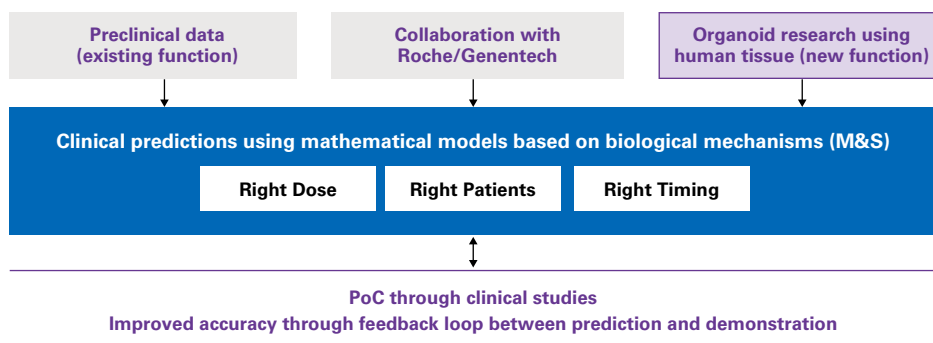 Preclinical data
(existing function)
Collaboration with
Roche/Genentech
Organoid research using
human tissue (new function)
Clinical predictions using mathematical models based on biological mechanisms (M&S)
Right Dose
Right Patients
Right Timing
PoC through clinical studies
Improved accuracy through feedback loop between prediction and demonstration